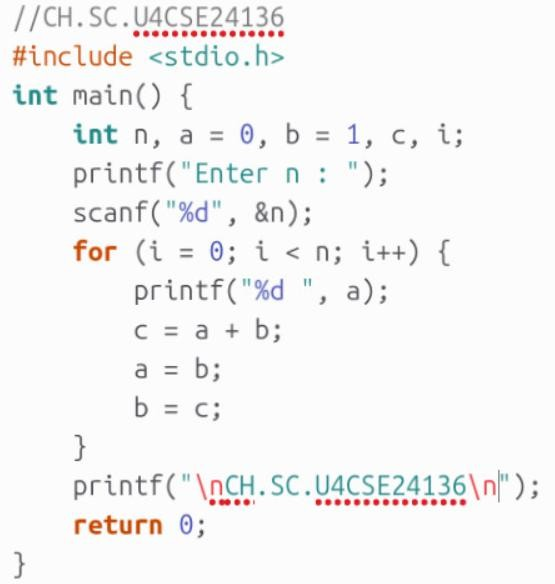 //CH.SC.U4CSE24136
#include <stdio.h>
int main() {
    int n, a = 0, b = 1, c, i;
    printf("Enter n : ");
    scanf("%d", &n);
    for (i = 0; i < n; i++) {
        printf("%d ", a);
        c = a + b;
        a = b;
        b = c;
    }
    printf("\nCH.SC.U4CSE24136\n");
    return 0;
}